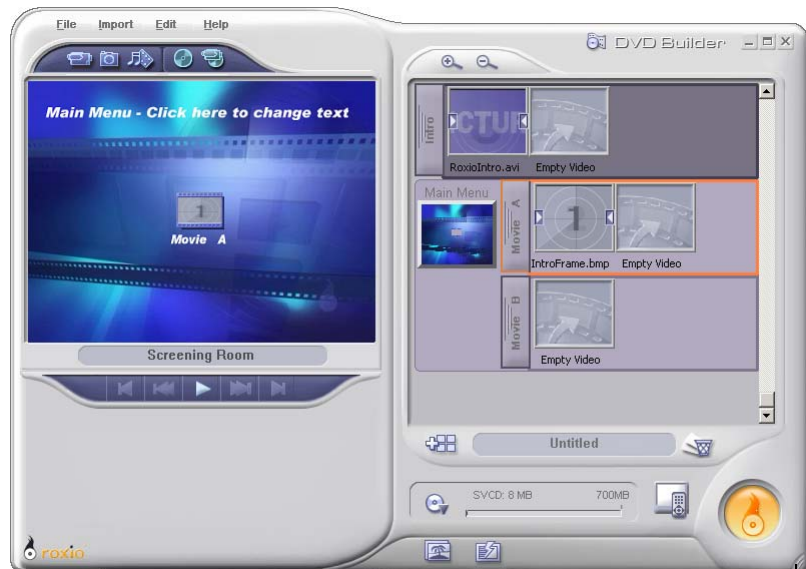 File Import Edit Help
DVD Builder
Main Menu - Click here to change text
1
Movie A
Screening Room
Intro
RoxioIntro.avi Empty Video
Main Menu
Movie A
1
IntroFrame.bmp Empty Video
Movie B
Empty Video
Untitled
SVCD: 8 MB 700MB
roxio